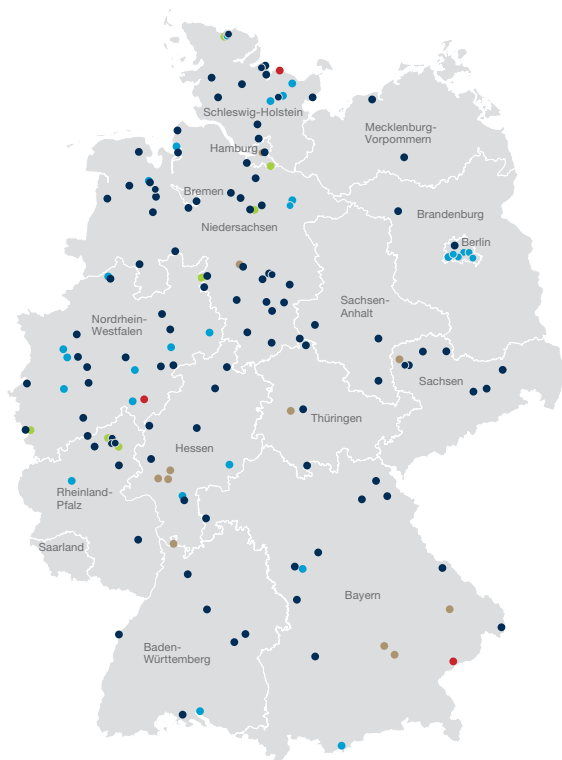 Schleswig-Holstein
Mecklenburg-
Vorpommern
Hamburg
Bremen
Niedersachsen
Brandenburg
Berlin
Sachsen-
Anhalt
Nordrhein-
Westfalen
Sachsen
Thüringen
Hessen
Rheinland-
Pfalz
Saarland
Bayern
Baden-
Württemberg